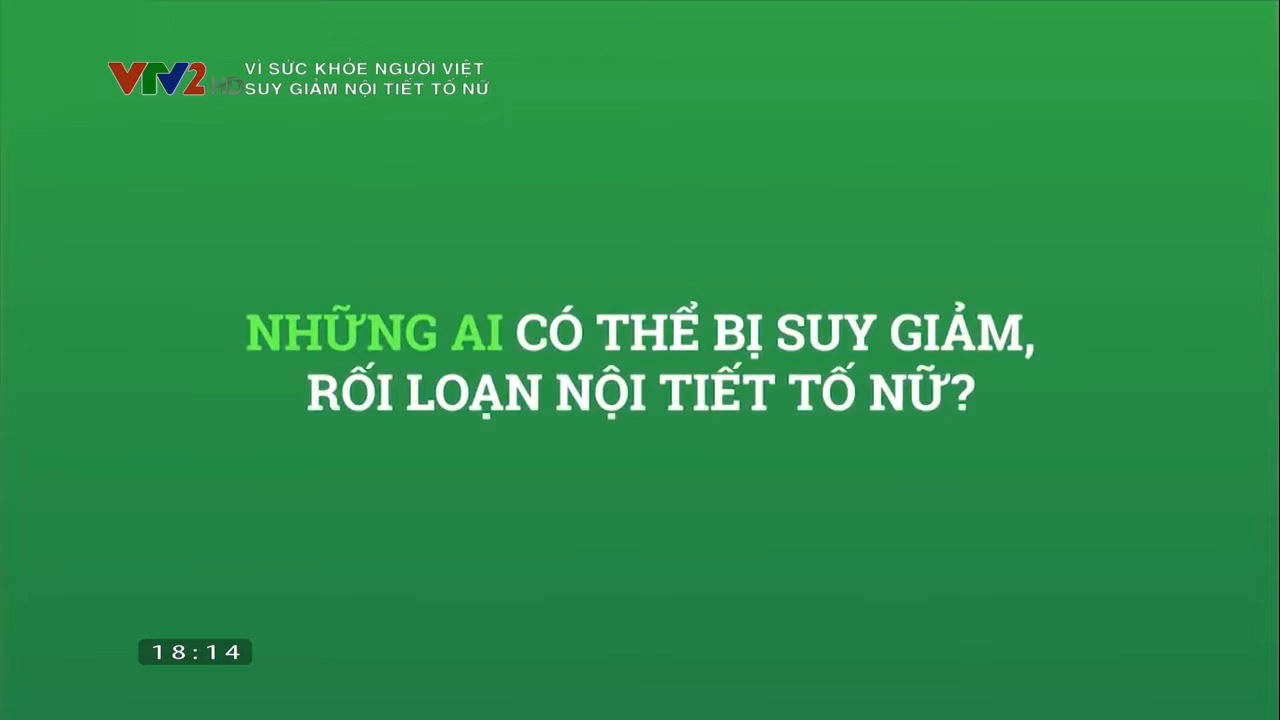 VTV2 HD
VÌ SỨC KHỎE NGƯỜI VIỆT
SUY GIẢM NỘI TIẾT TỐ NỮ
NHỮNG AI CÓ THỂ BỊ SUY GIẢM,
RỐI LOẠN NỘI TIẾT TỐ NỮ?
18:14